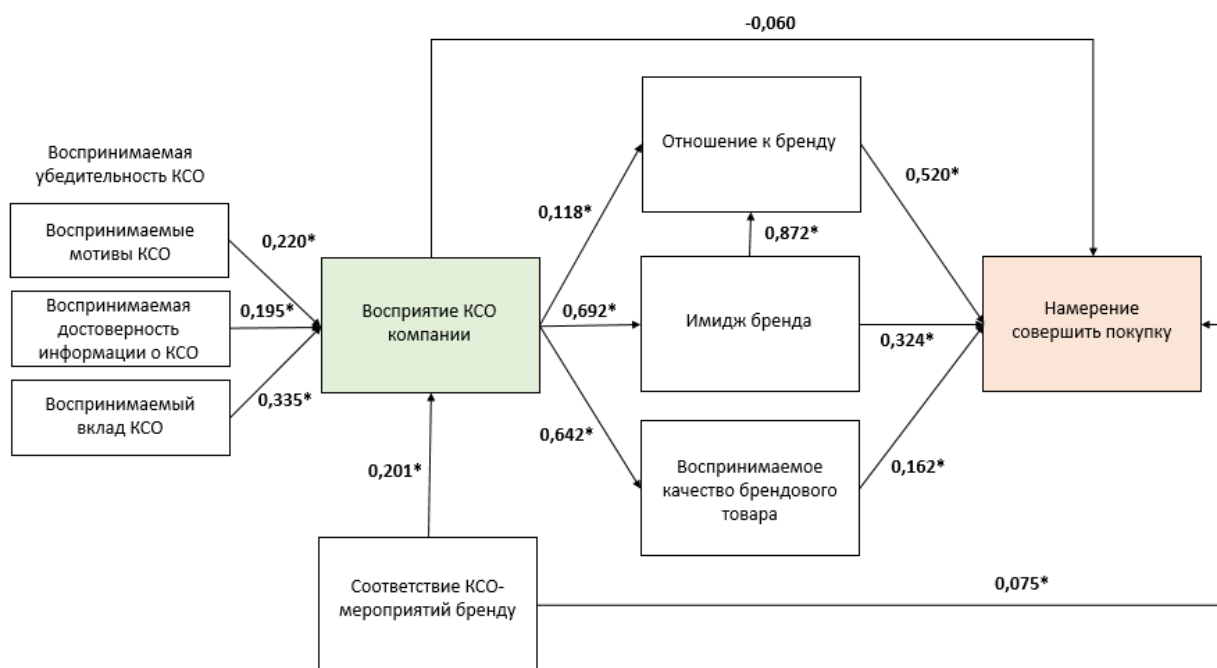 -0,060
Отношение к бренду
Воспринимаемая
убедительность КСО
0,520*
0,118*
Воспринимаемые
мотивы КСО
0,220*
0,872*
Восприятие КСО
компании
0,692*
Имидж бренда
0,324*
Намерение
совершить покупку
Воспринимаемая
достоверность
информации о КСО
0,195*
Воспринимаемый
вклад КСО
0,335*
0,642*
Воспринимаемое
качество брендового
товара
0,162*
0,201*
Соответствие КСО-
мероприятий бренду
0,075*